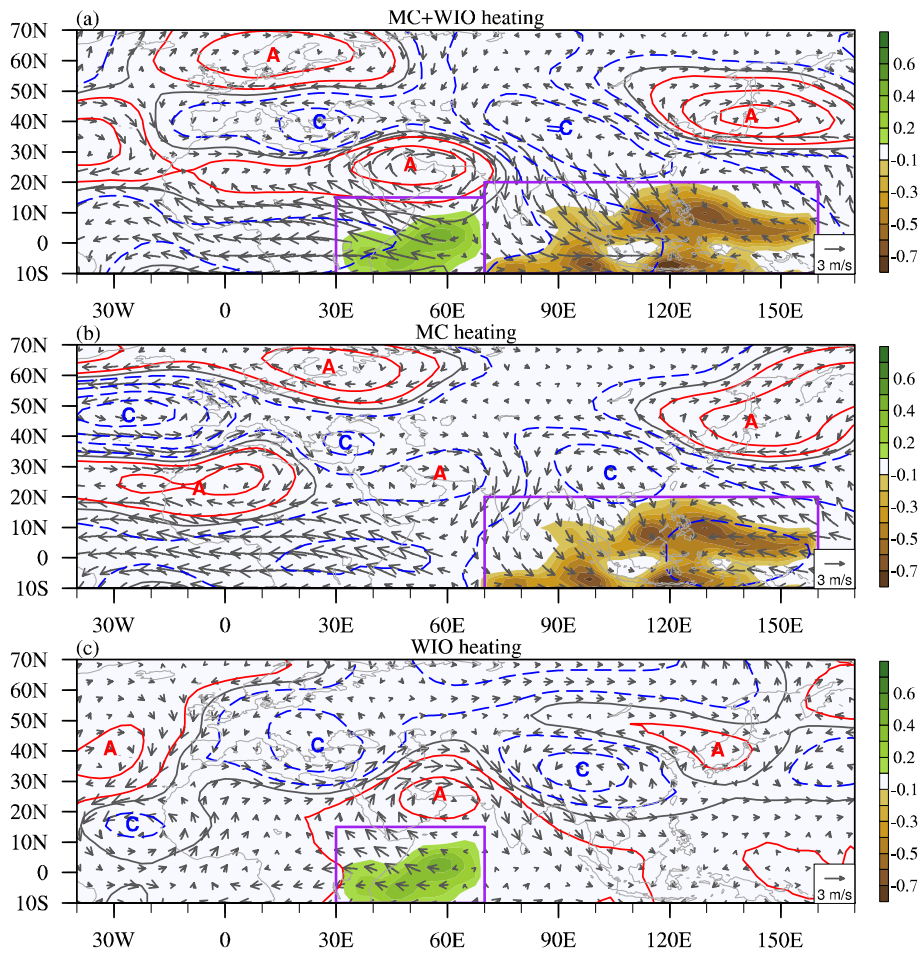 (a) MC+WIO heating
70N
60N
50N
40N
30N
20N
10N
0
10S
A
C
C
A
A
3 m/s
0.6
0.4
0.2
-0.1
-0.3
-0.5
-0.7
30W 0 30E 60E 90E 120E 150E
(b) MC heating
70N
60N
50N
40N
30N
20N
10N
0
10S
A
C
A
C
A
A
C
3 m/s
0.6
0.4
0.2
-0.1
-0.3
-0.5
-0.7
30W 0 30E 60E 90E 120E 150E
(c) WIO heating
70N
60N
50N
40N
30N
20N
10N
0
10S
A
C
A
C
A
C
3 m/s
0.6
0.4
0.2
-0.1
-0.3
-0.5
-0.7
30W 0 30E 60E 90E 120E 150E